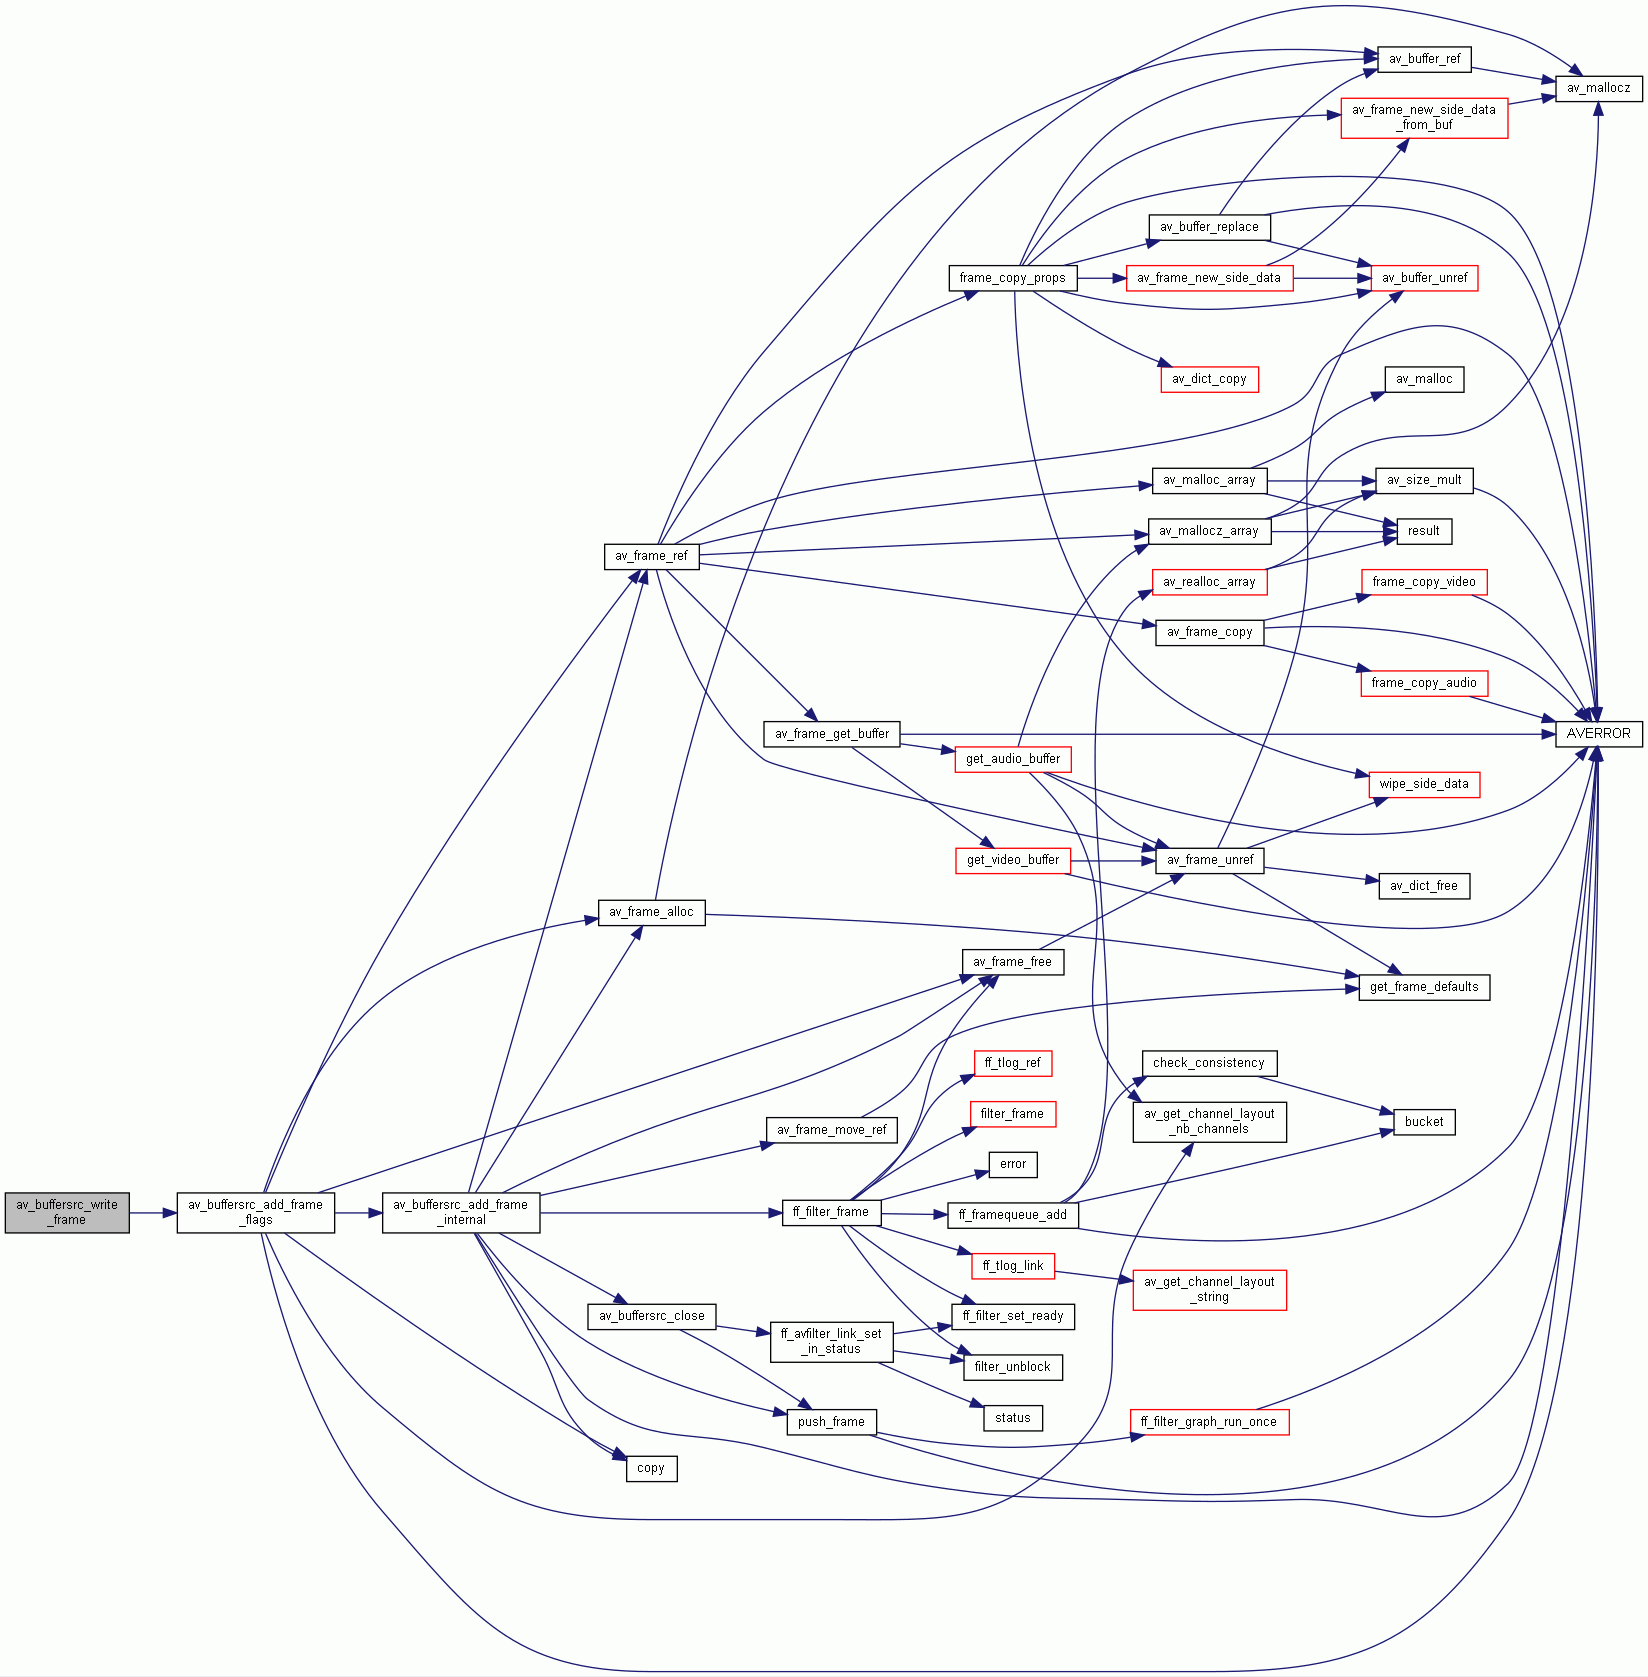 av_buffer_ref
av_mallocz
av_frame_new_side_data
_from_buf
av_buffer_replace
frame_copy_props
av_frame_new_side_data
av_buffer_unref
av_dict_copy
av_malloc
av_malloc_array
av_size_mult
av_mallocz_array
result
av_frame_ref
av_realloc_array
frame_copy_video
av_frame_copy
frame_copy_audio
av_frame_get_buffer
AVERROR
get_audio_buffer
wipe_side_data
get_video_buffer
av_frame_unref
av_dict_free
av_frame_alloc
av_frame_free
get_frame_defaults
ff_tlog_ref
check_consistency
filter_frame
av_get_channel_layout
_nb_channels
bucket
av_frame_move_ref
error
av_buffersrc_write
_frame
av_buffersrc_add_frame
_flags
av_buffersrc_add_frame
_internal
ff_filter_frame
ff_framequeue_add
ff_tlog_link
av_get_channel_layout
_string
av_buffersrc_close
ff_filter_set_ready
ff_avfilter_link_set
_in_status
filter_unblock
status
push_frame
ff_filter_graph_run_once
copy